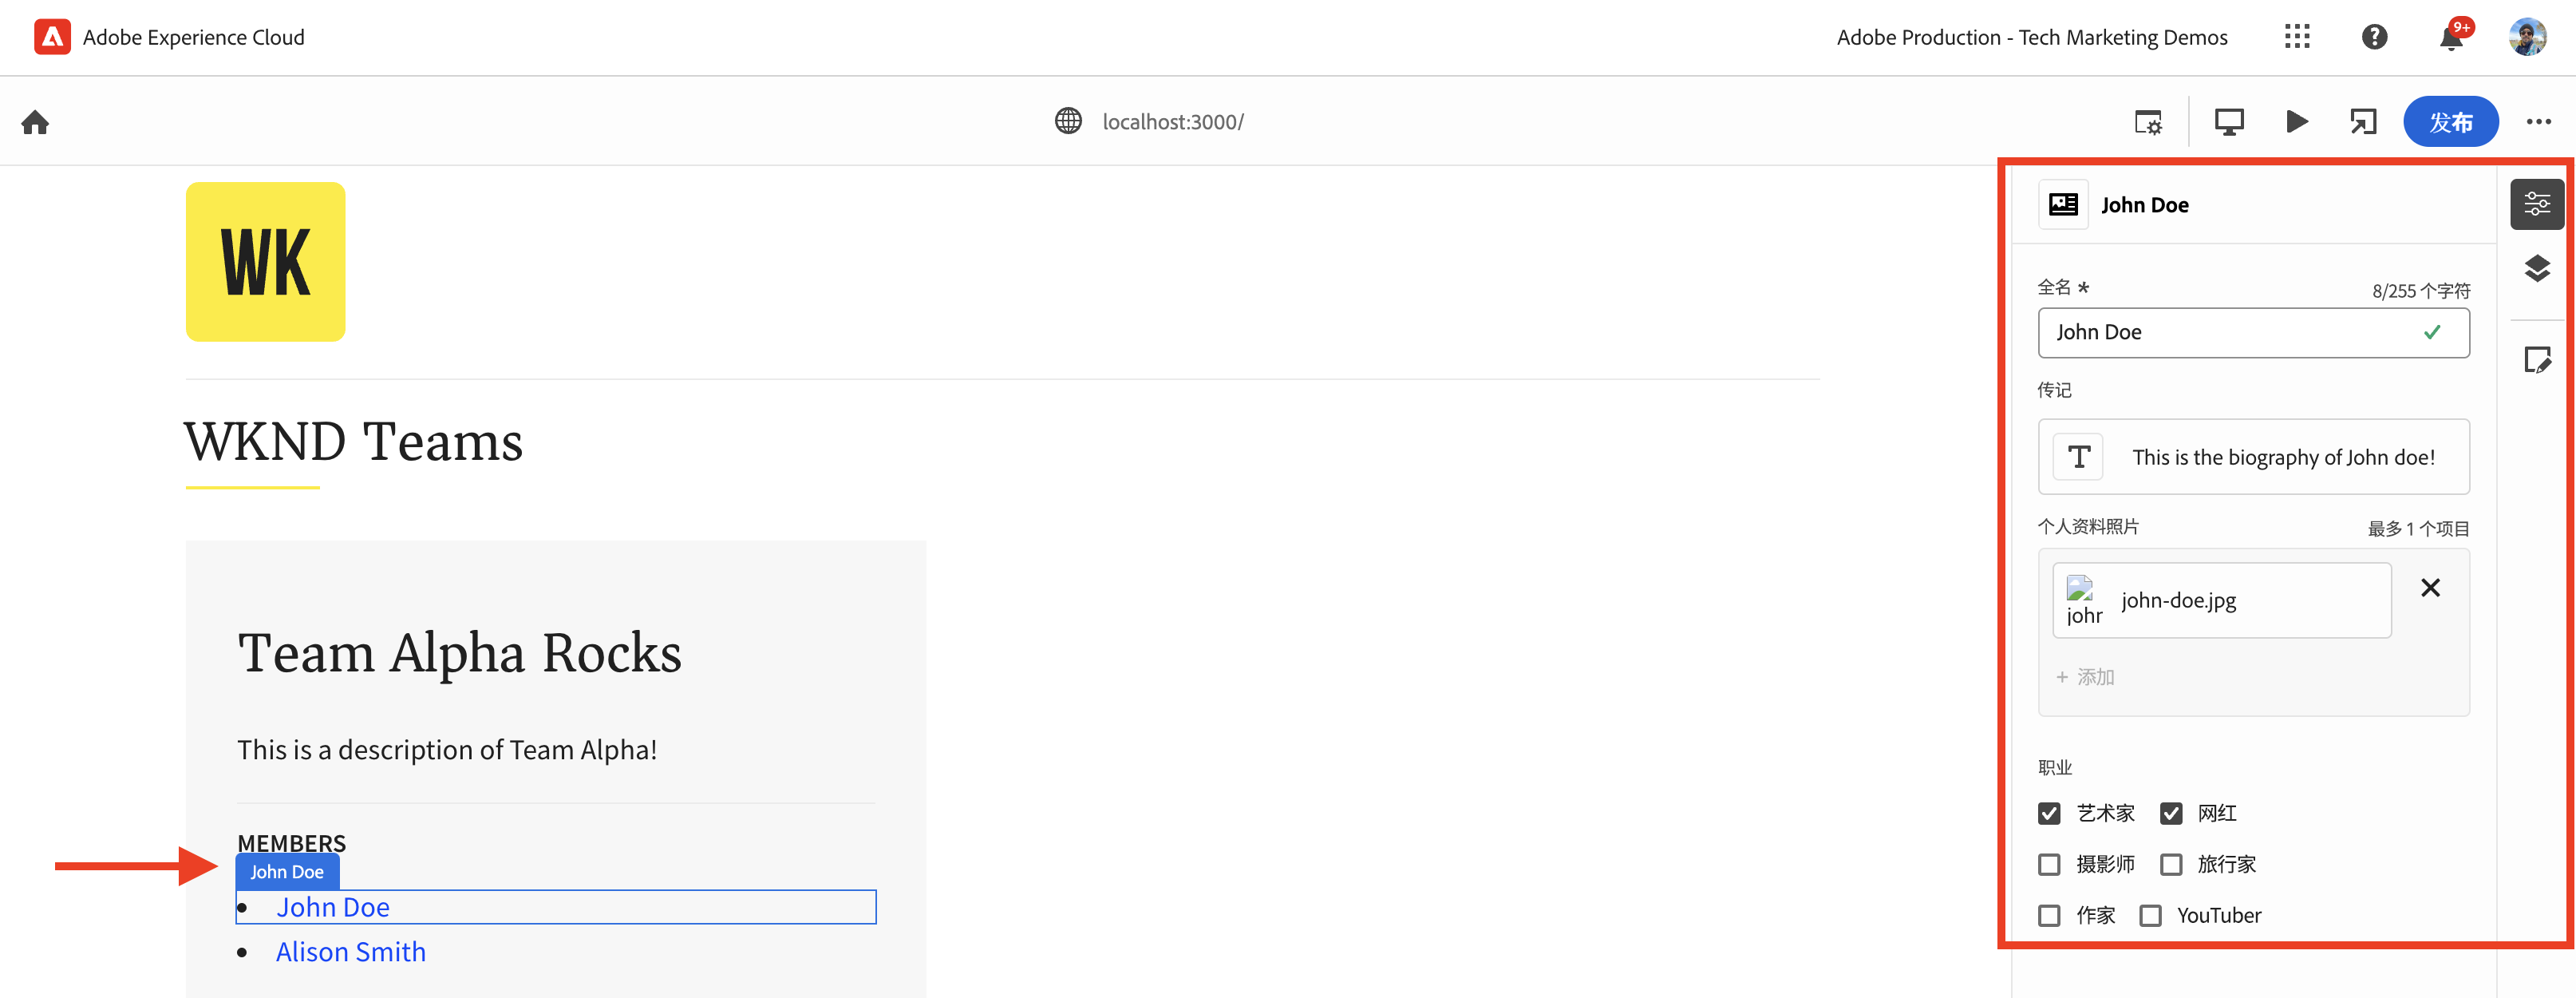 Adobe Experience Cloud
Adobe Production - Tech Marketing Demos
9+
localhost:3000/
发布
WK
WKND Teams
Team Alpha Rocks
This is a description of Team Alpha!
MEMBERS
John Doe
John Doe
Alison Smith
John Doe
全名 *
8/255 个字符
John Doe
传记
T
This is the biography of John doe!
个人资料照片
最多 1 个项目
john-doe.jpg
+ 添加
职业
艺术家 网红
摄影师 旅行家
作家 YouTuber